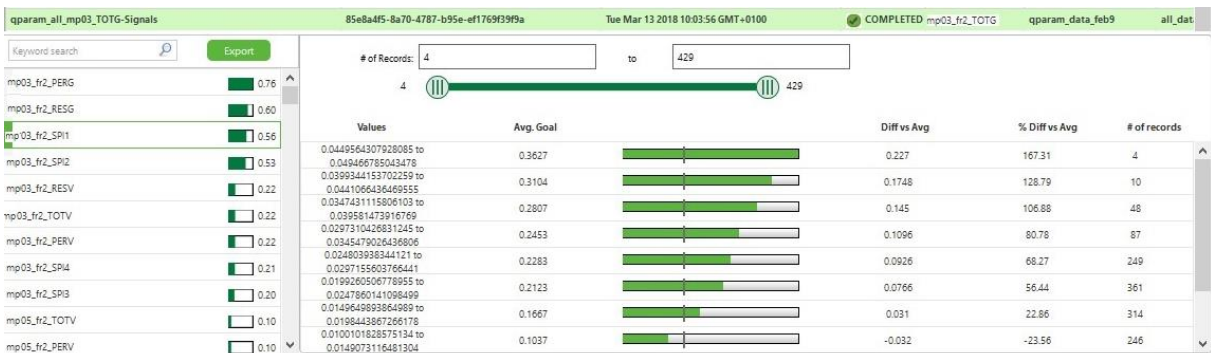 qparam_all_mp03_TOTG-Signals 85e8a4f5-8a70-4787-b95e-ef1769f39f9a Tue Mar 13 2018 10:03:56 GMT+0100 COMPLETED mp03_fr2_TOTG qparam_data_feb9 all_dat
Keyword search Export
# of Records: 4 to 429
4 429
mp03_fr2_PERG 0.76
mp03_fr2_RESG 0.60
mp03_fr2_SPI1 0.56
mp03_fr2_SPI2 0.53
mp03_fr2_RESV 0.22
mp03_fr2_TOTV 0.22
mp03_fr2_PERV 0.22
mp03_fr2_SPI4 0.21
mp03_fr2_SPI3 0.20
mp05_fr2_TOTV 0.10
mp05_fr2_PERV 0.10
Values Avg. Goal Diff vs Avg % Diff vs Avg # of records
0.0449564307928085 to
0.049466785043478 0.3627 0.227 167.31 4
0.0399344153702259 to
0.0441066436469555 0.3104 0.1748 128.79 10
0.0347431115806103 to
0.039581473916769 0.2807 0.145 106.88 48
0.0297310426831245 to
0.0345479026436806 0.2453 0.1096 80.78 87
0.024803938344121 to
0.0297155603766441 0.2283 0.0926 68.27 249
0.0199260506778955 to
0.0247860141098499 0.2123 0.0766 56.44 361
0.0149649893864989 to
0.0198443867266178 0.1667 0.031 22.86 314
0.0100101828575134 to
0.0149073116481304 0.1037 -0.032 -23.56 246